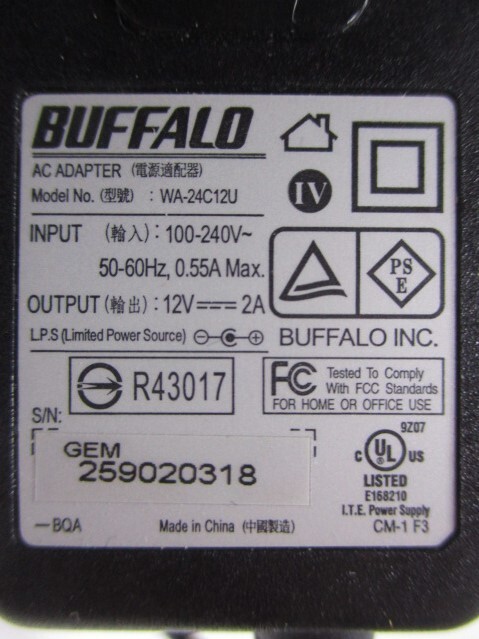 BUFFALO
AC ADAPTER (電源適配器)
Model No. (型號) : WA-24C12U
IV
INPUT (輸入) : 100-240V~
50-60Hz, 0.55A Max.
OUTPUT (輸出) : 12V⎓2A
L.P.S (Limited Power Source) ⊖ ⊕
PS
E
BUFFALO INC.
R43017
FC Tested To Comply
With FCC Standards
FOR HOME OR OFFICE USE
S/N:
GEM
259020318
9Z07
c UL US
LISTED
E168210
I.T.E. Power Supply
CM-1 F3
—BQA
Made in China (中國製造)